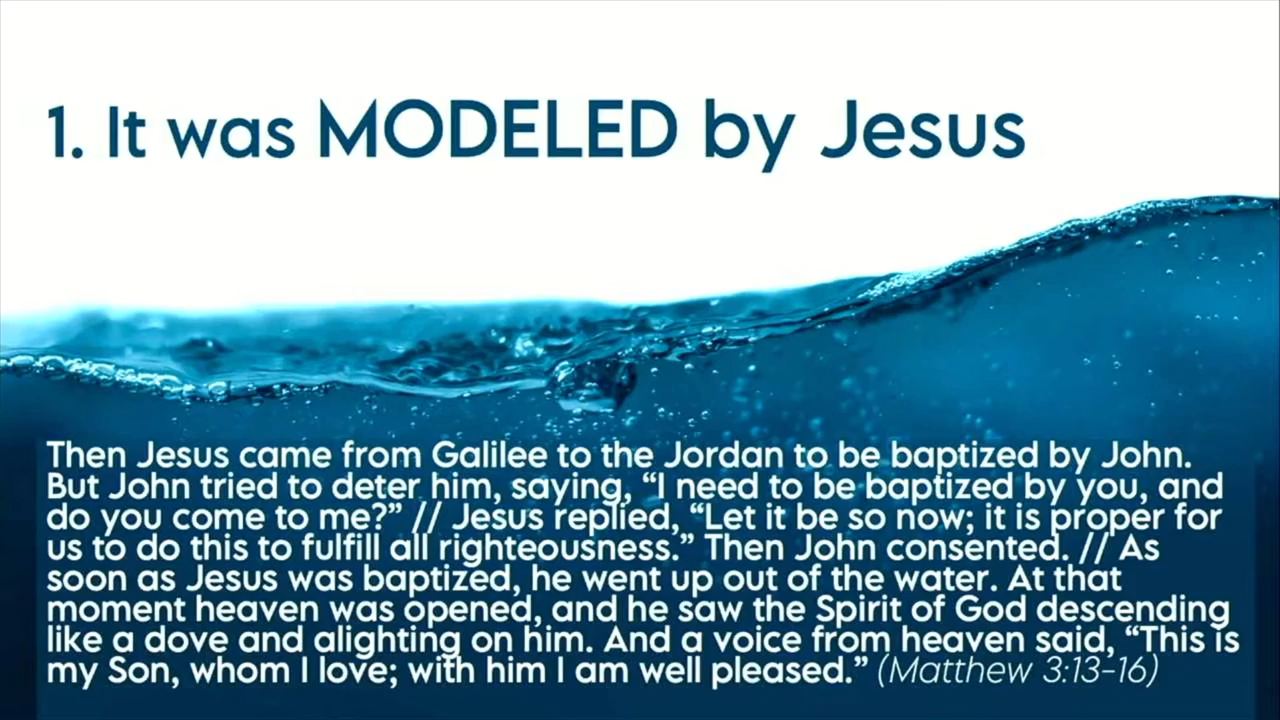 1. It was MODELED by Jesus
Then Jesus came from Galilee to the Jordan to be baptized by John.
But John tried to deter him, saying, “I need to be baptized by you, and
do you come to me?” // Jesus replied, “Let it be so now; it is proper for
us to do this to fulfill all righteousness.” Then John consented. // As
soon as Jesus was baptized, he went up out of the water. At that
moment heaven was opened, and he saw the Spirit of God descending
like a dove and alighting on him. And a voice from heaven said, “This is
my Son, whom I love; with him I am well pleased.” (Matthew 3:13-16)